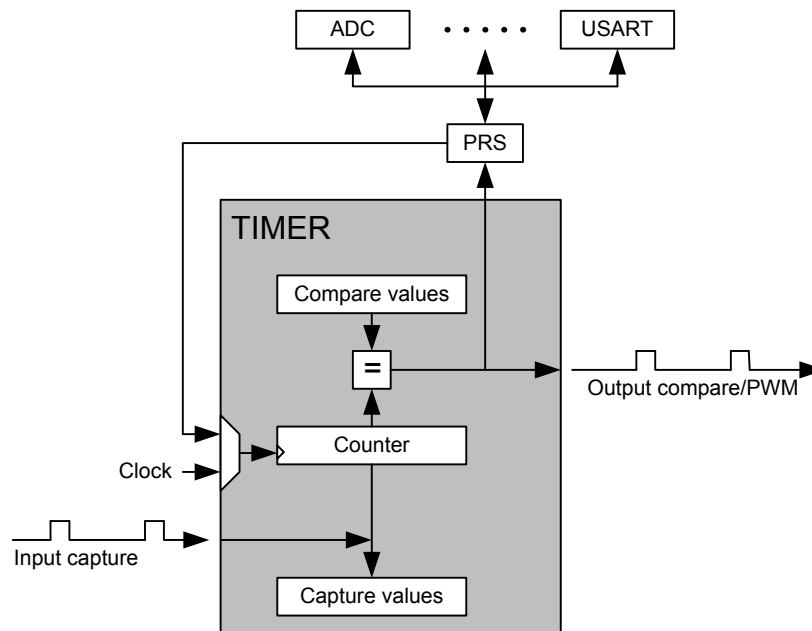 ADC
USART
PRS
TIMER
Compare values
=
Output compare/PWM
Counter
Clock
Input capture
Capture values